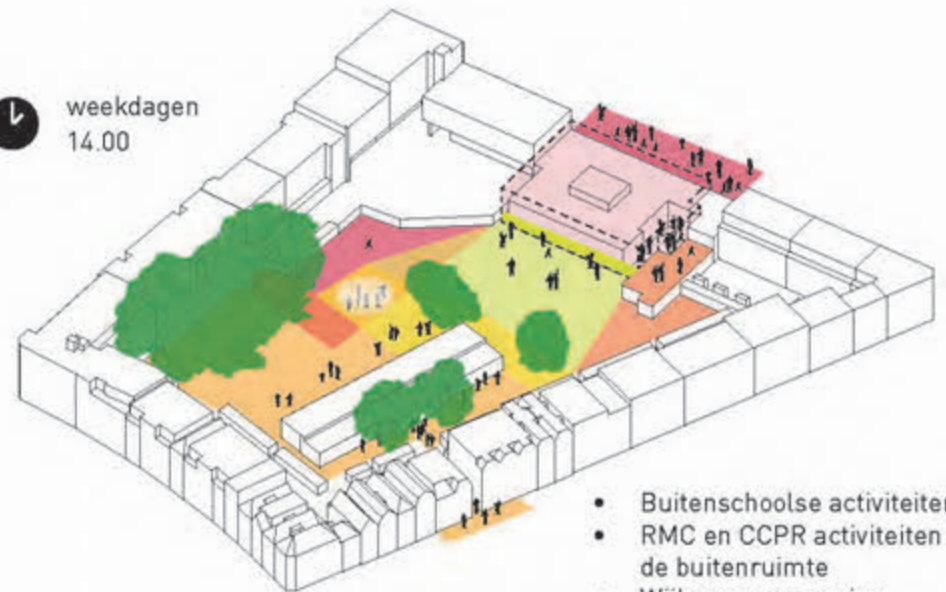 weekdagen
14.00
• Buitenschoolse activiteiten
• RMC en CCPR activiteiten
de buitenruimte